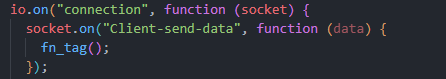 io.on("connection", function (socket) {
  socket.on("Client-send-data", function (data) {
    fn_tag();
  });